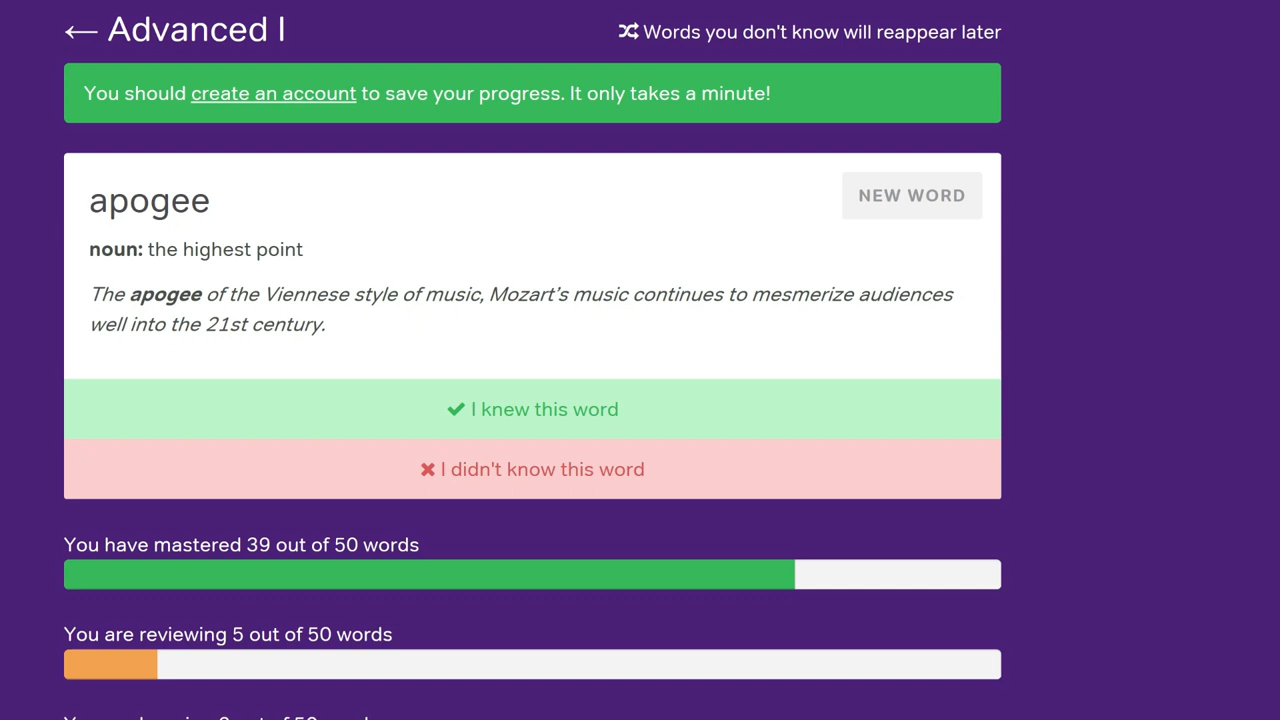 ← Advanced I
Words you don't know will reappear later
You should create an account to save your progress. It only takes a minute!
apogee
NEW WORD
noun: the highest point
The apogee of the Viennese style of music, Mozart’s music continues to mesmerize audiences
well into the 21st century.
✔ I knew this word
✖ I didn't know this word
You have mastered 39 out of 50 words
You are reviewing 5 out of 50 words